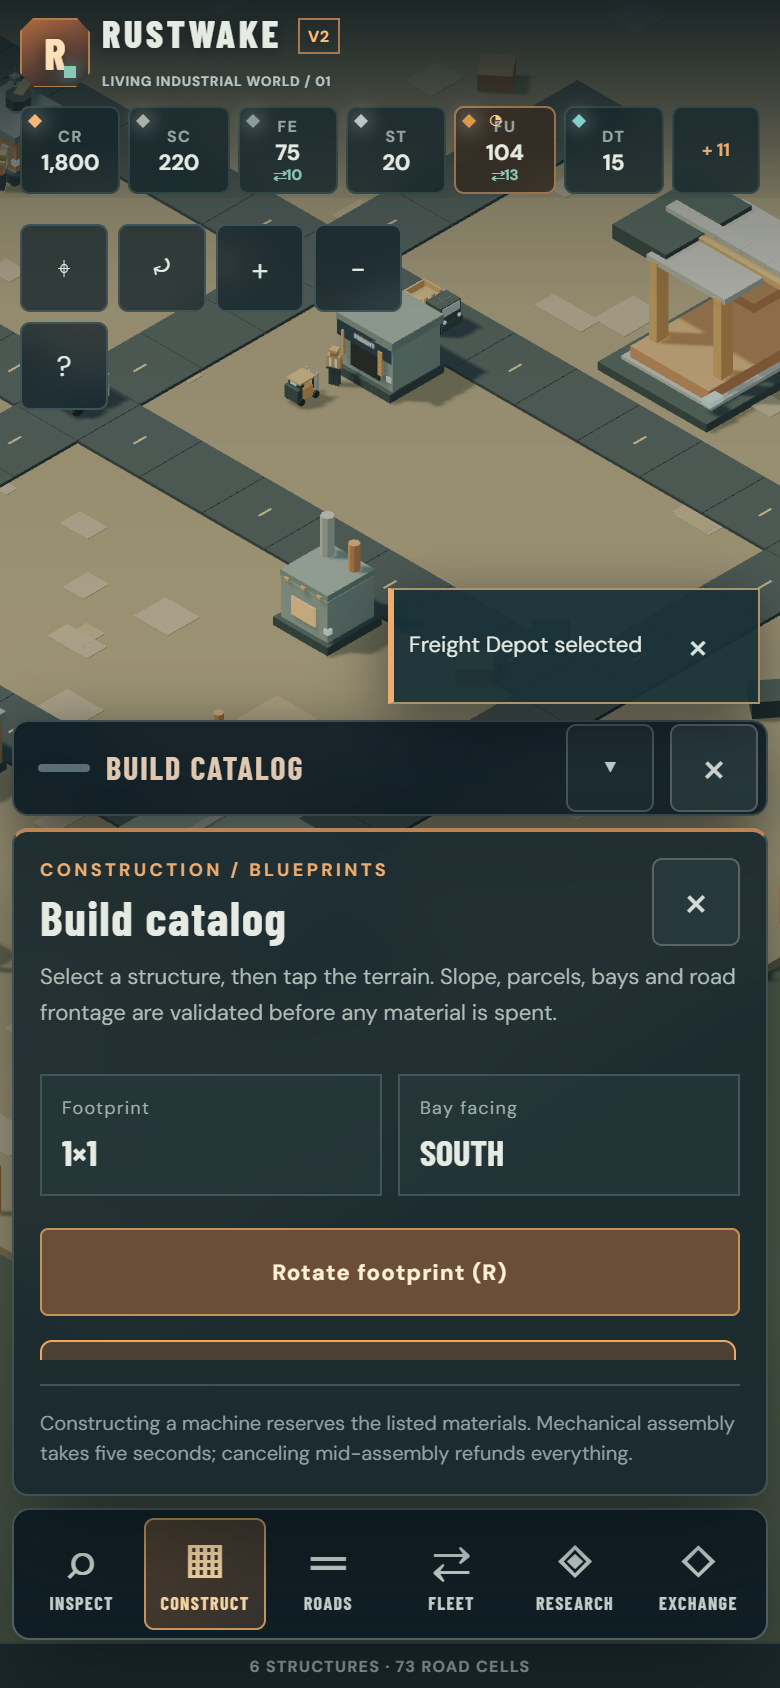 R
RUSTWAKE V2
LIVING INDUSTRIAL WORLD / 01
CR
1,800
SC
220
FE
75
⇄10
ST
20
FU
104
⇄13
DT
15
+ 11
+
−
?
Freight Depot selected ×
BUILD CATALOG ▼ ×
CONSTRUCTION / BLUEPRINTS
Build catalog ×
Select a structure, then tap the terrain. Slope, parcels, bays and road
frontage are validated before any material is spent.
Footprint
1×1
Bay facing
SOUTH
Rotate footprint (R)
Constructing a machine reserves the listed materials. Mechanical assembly
takes five seconds; canceling mid-assembly refunds everything.
INSPECT
CONSTRUCT
ROADS
FLEET
RESEARCH
EXCHANGE
6 STRUCTURES · 73 ROAD CELLS